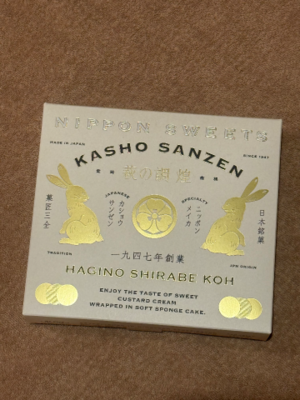 NIPPON SWEETS
MADE IN JAPAN
SINCE 1947
KASHO SANZEN
萩の調 煌
JAPANESE
SPECIALTY
菓匠三全
カショウ
サンゼン
ニッポン
メイカ
日本銘菓
TRADITION
一九四七年創業
HAGINO SHIRABE KOH
ENJOY THE TASTE OF SWEET
CUSTARD CREAM
WRAPPED IN SOFT SPONGE CAKE.